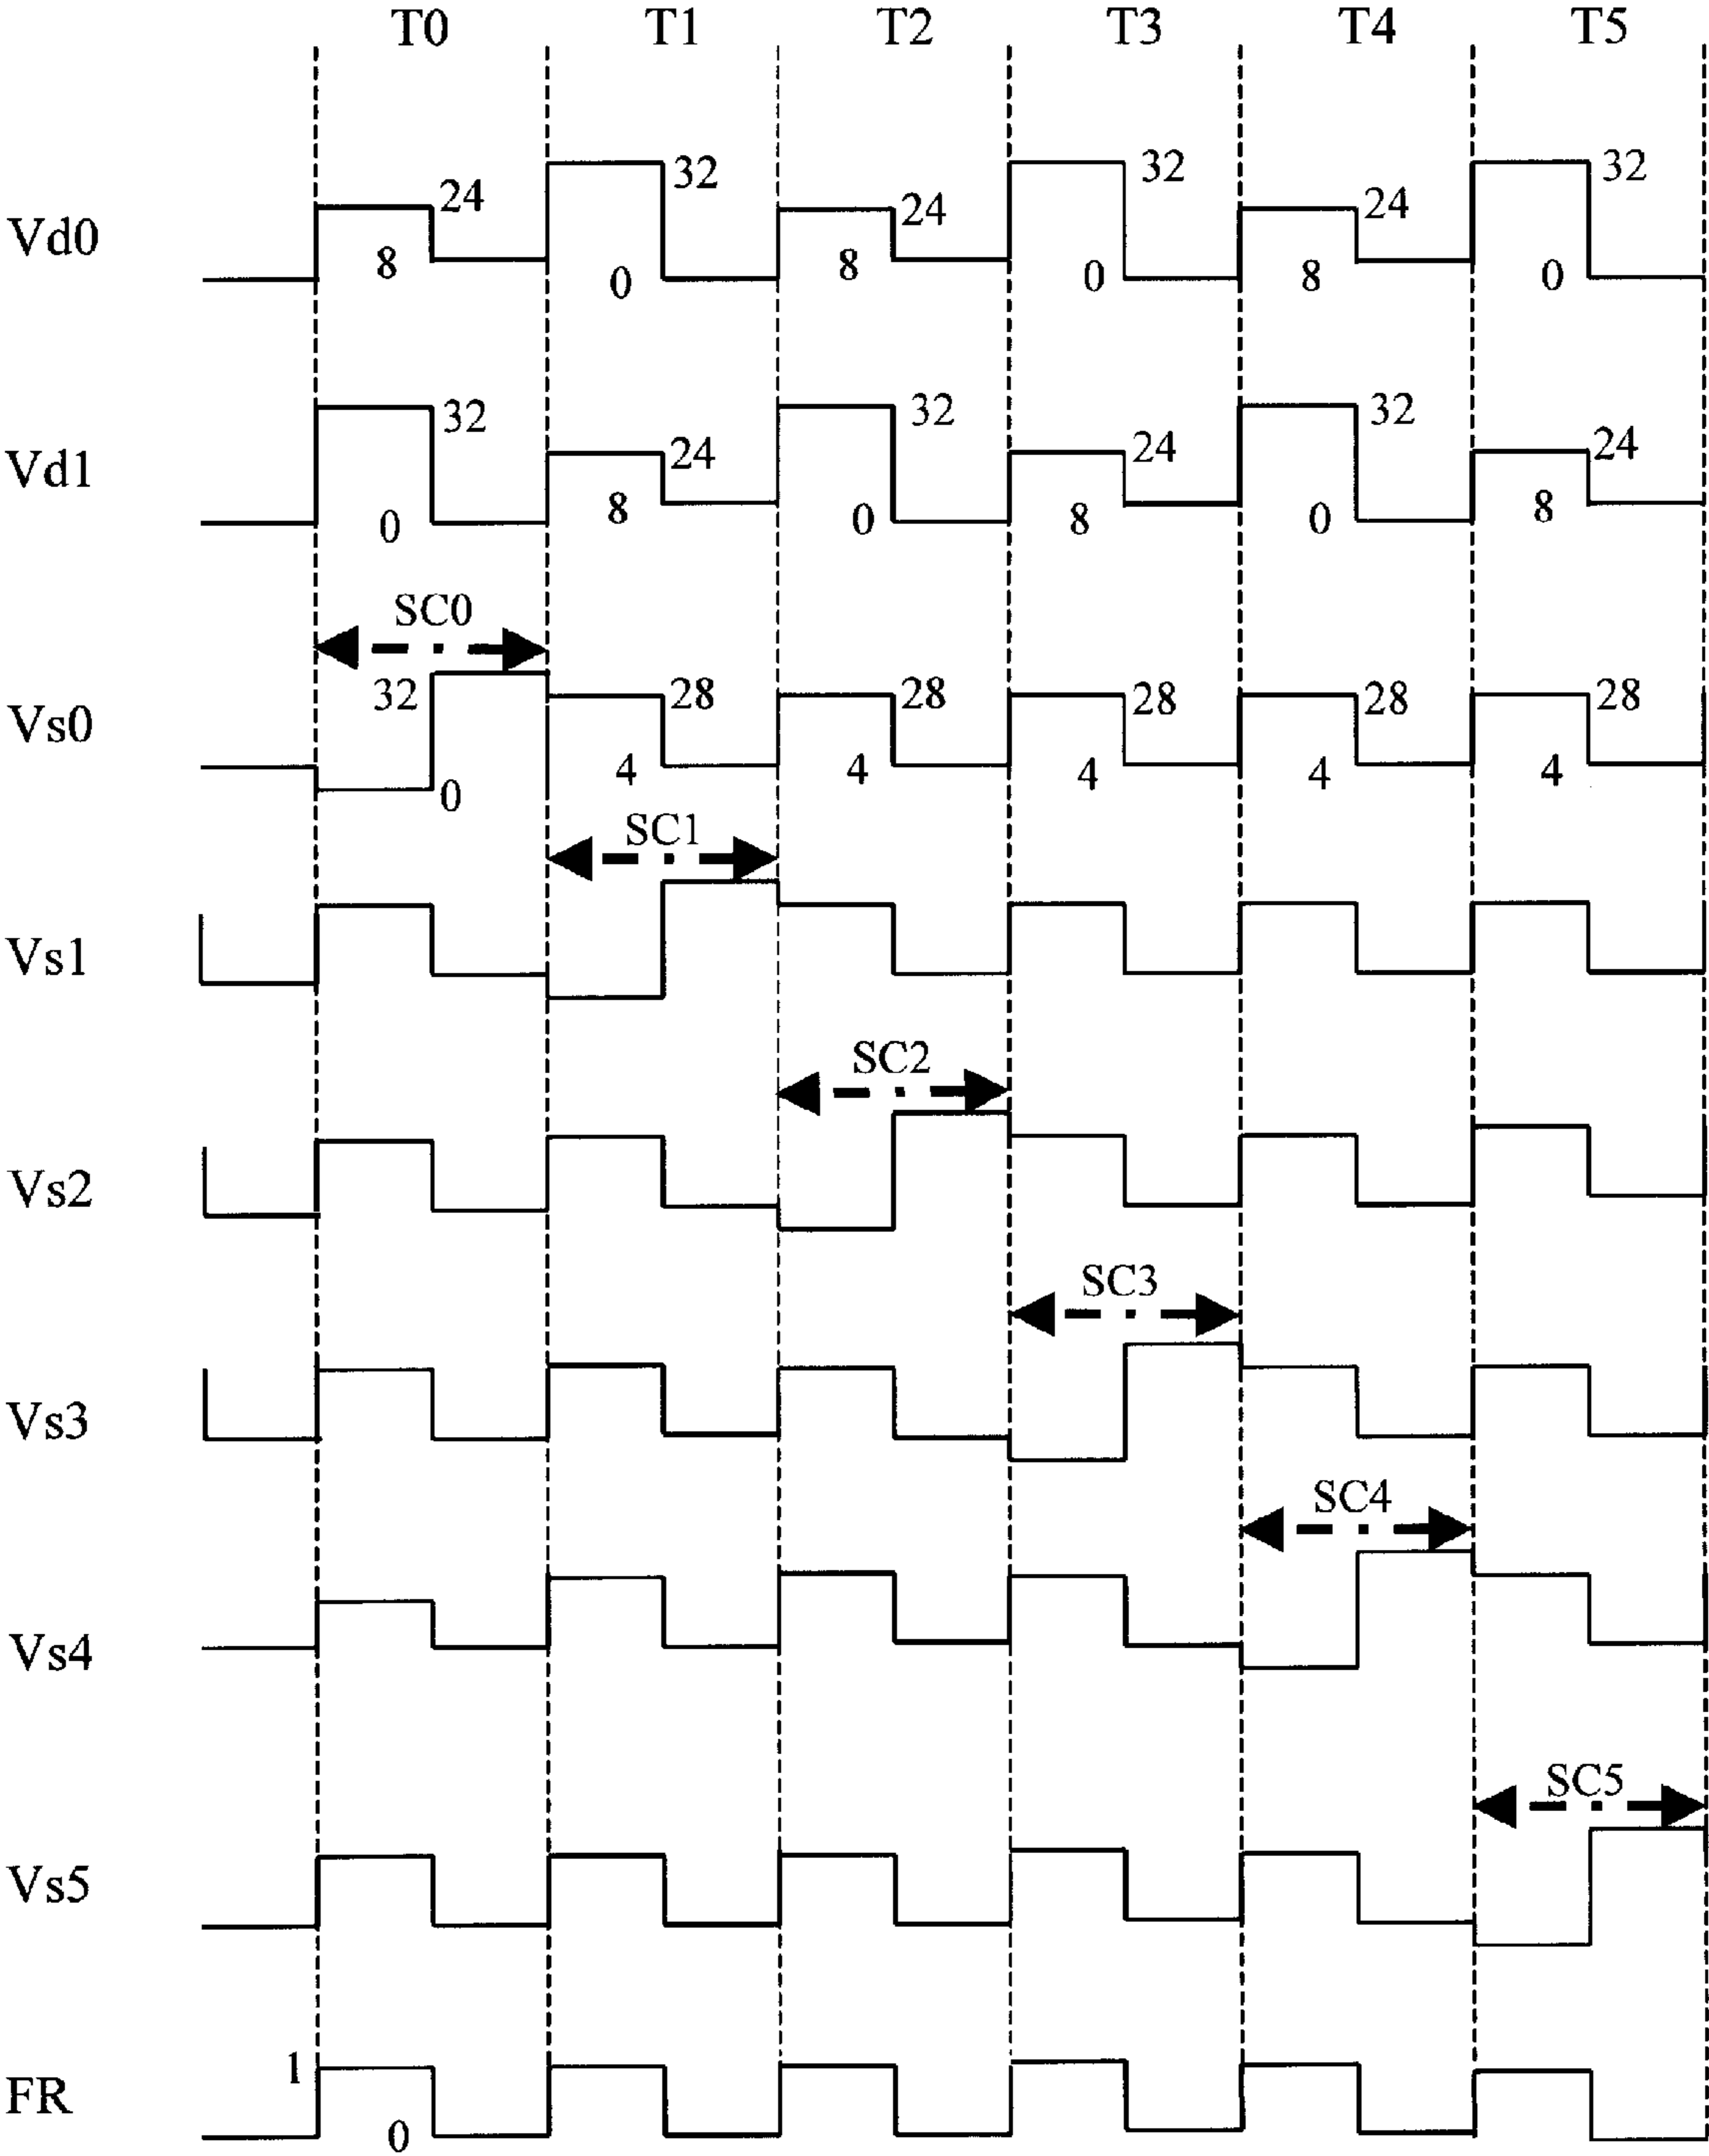 T0 T1 T2 T3 T4 T5
Vd0 24 8 32 0 24 8 32 0 24 8 32 0
Vd1 32 0 24 8 32 0 24 8 32 0 24 8
SC0
Vs0 32 0 28 4 28 4 28 4 28 4 28 4
SC1
Vs1
SC2
Vs2
SC3
Vs3
SC4
Vs4
SC5
Vs5
FR 1 0